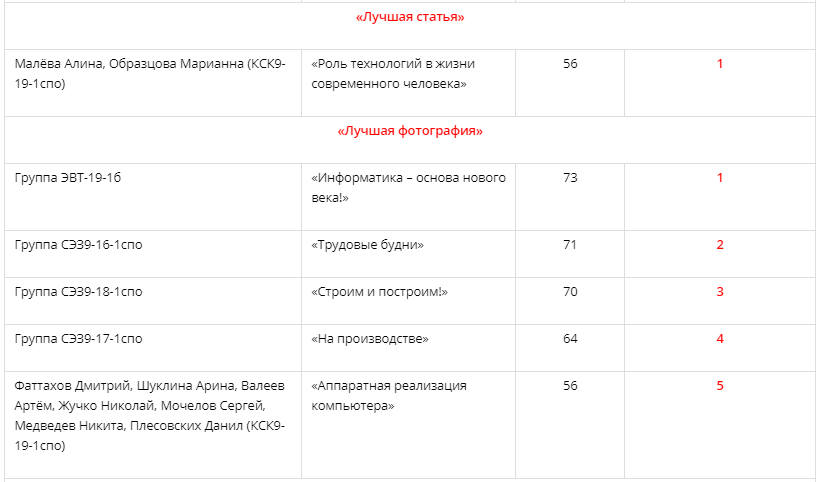 «Лучшая статья»
Малёва Алина, Образцова Марианна (КСК9-
19-1спо)
«Роль технологий в жизни
современного человека»
56
1
«Лучшая фотография»
Группа ЭВТ-19-1б
«Информатика – основа нового
века!»
73
1
Группа СЭЗ9-16-1спо
«Трудовые будни»
71
2
Группа СЭЗ9-18-1спо
«Строим и построим!»
70
3
Группа СЭЗ9-17-1спо
«На производстве»
64
4
Фаттахов Дмитрий, Шуклина Арина, Валеев
Артём, Жучко Николай, Мочелов Сергей,
Медведев Никита, Плесовских Данил (КСК9-
19-1спо)
«Аппаратная реализация
компьютера»
56
5